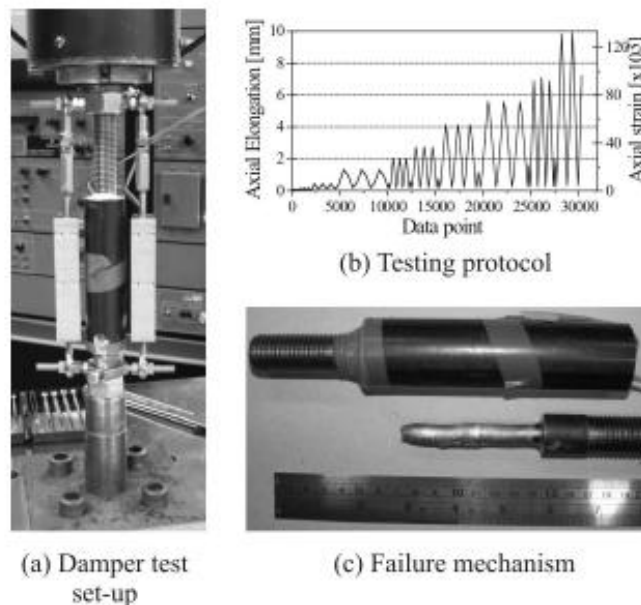 10
8
6
4
2
0
Axial Elongation [mm]
120
80
40
0
Axial strain [x10³]
0 5000 10000 15000 20000 25000 30000
Data point
(b) Testing protocol
(a) Damper test
set-up
(c) Failure mechanism